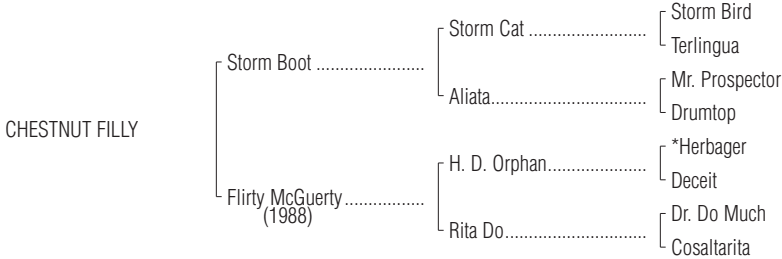 Storm Bird
Storm Cat ........................
Terlingua
Storm Boot .......................
Mr. Prospector
Aliata.................................
Drumtop
CHESTNUT FILLY
*Herbager
H. D. Orphan.....................
Deceit
Flirty McGuerty.................
(1988)
Dr. Do Much
Rita Do..............................
Cosaltarita